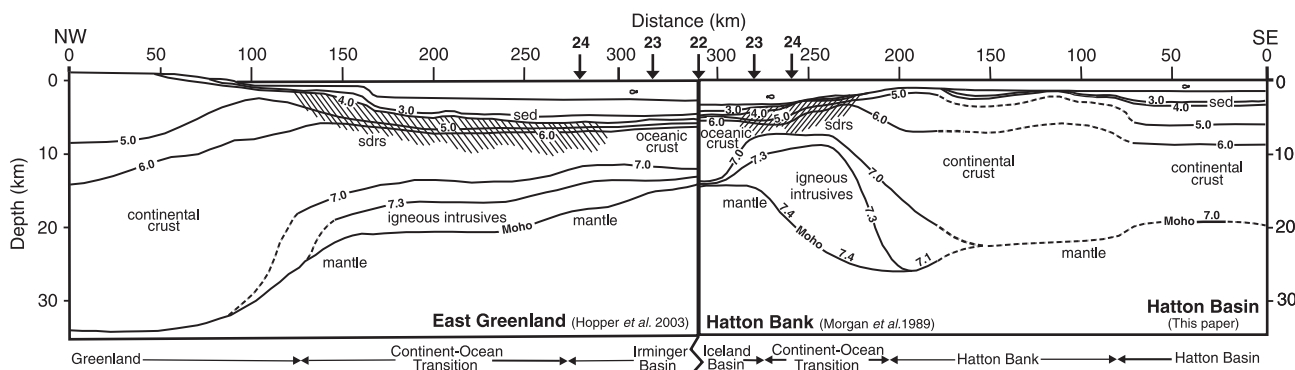 Distance (km)
NW
SE
24 23 22 23 24
0 50 100 150 200 250 300 300 250 200 150 100 50 0
Depth (km)
0
10
20
30
0
10
20
30
5.0
6.0
4.0
3.0
sed
5.0
6.0
sdrs
oceanic
crust
7.0
7.3
igneous intrusives
Moho
mantle
mantle
continental
crust
3.0
4.0
5.0
6.0
oceanic
crust
sdrs
7.0
7.3
igneous
intrusives
mantle
7.4
Moho
7.4
7.3
7.0
7.1
5.0
6.0
continental
crust
mantle
3.0
4.0
sed
5.0
6.0
continental
crust
Moho
7.0
East Greenland (Hopper et al. 2003)
Hatton Bank (Morgan et al.1989)
Hatton Basin
(This paper)
Greenland
Continent-Ocean
Transition
Irminger
Basin
Iceland
Basin
Continent-Ocean
Transition
Hatton Bank
Hatton Basin